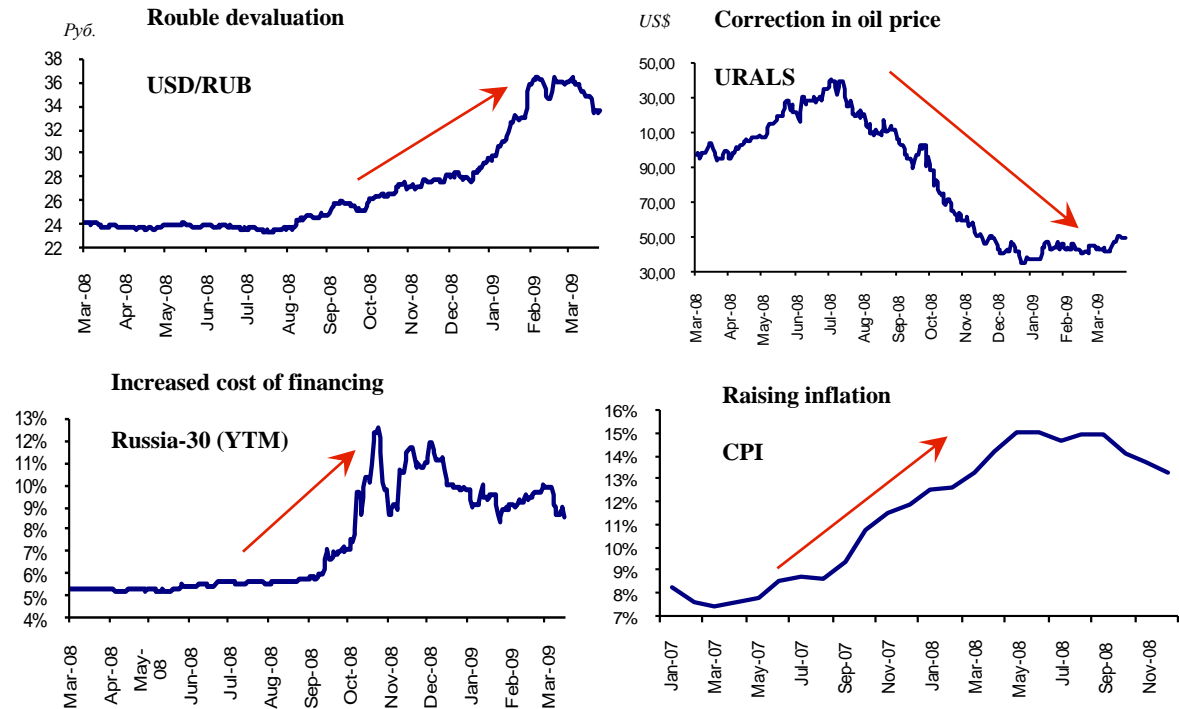 Rouble devaluation
Руб.
USD/RUB
38
36
34
32
30
28
26
24
22
Mar-08
Apr-08
May-08
Jun-08
Jul-08
Aug-08
Sep-08
Oct-08
Nov-08
Dec-08
Jan-09
Feb-09
Mar-09
US$
Correction in oil price
URALS
50,00
30,00
10,00
90,00
70,00
50,00
30,00
Mar-08
Apr-08
May-08
Jun-08
Jul-08
Aug-08
Sep-08
Oct-08
Nov-08
Dec-08
Jan-09
Feb-09
Mar-09
Increased cost of financing
Russia-30 (YTM)
13%
12%
11%
10%
9%
8%
7%
6%
5%
4%
Mar-08
Apr-08
May-
08
Jun-08
Jul-08
Aug-08
Sep-08
Oct-08
Nov-08
Dec-08
Jan-09
Feb-09
Mar-09
Raising inflation
CPI
16%
15%
14%
13%
12%
11%
10%
9%
8%
7%
Jan-07
Mar-07
May-07
Jul-07
Sep-07
Nov-07
Jan-08
Mar-08
May-08
Jul-08
Sep-08
Nov-08